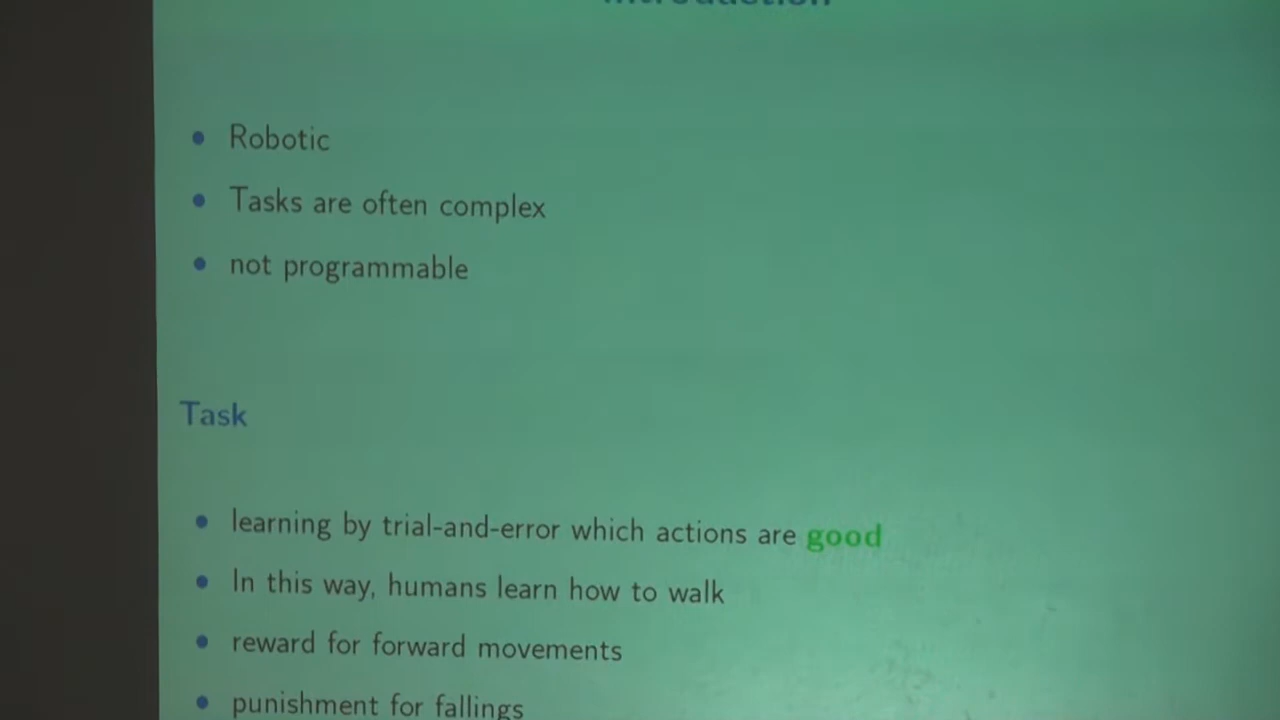 Introduction
Robotic
Tasks are often complex
not programmable
Task
learning by trial-and-error which actions are good
In this way, humans learn how to walk
reward for forward movements
punishment for fallings